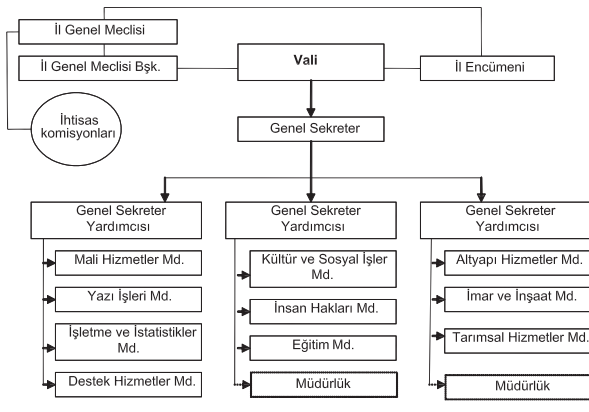 İl Genel Meclisi
İl Genel Meclisi Bşk.
Vali
İl Encümeni
İhtisas
komisyonları
Genel Sekreter
Genel Sekreter
Yardımcısı
Mali Hizmetler Md.
Yazı İşleri Md.
İşletme ve İstatistikler
Md.
Destek Hizmetler Md.
Genel Sekreter
Yardımcısı
Kültür ve Sosyal İşler
Md.
İnsan Hakları Md.
Eğitim Md.
Müdürlük
Genel Sekreter
Yardımcısı
Altyapı Hizmetler Md.
İmar ve İnşaat Md.
Tarımsal Hizmetler Md.
Müdürlük